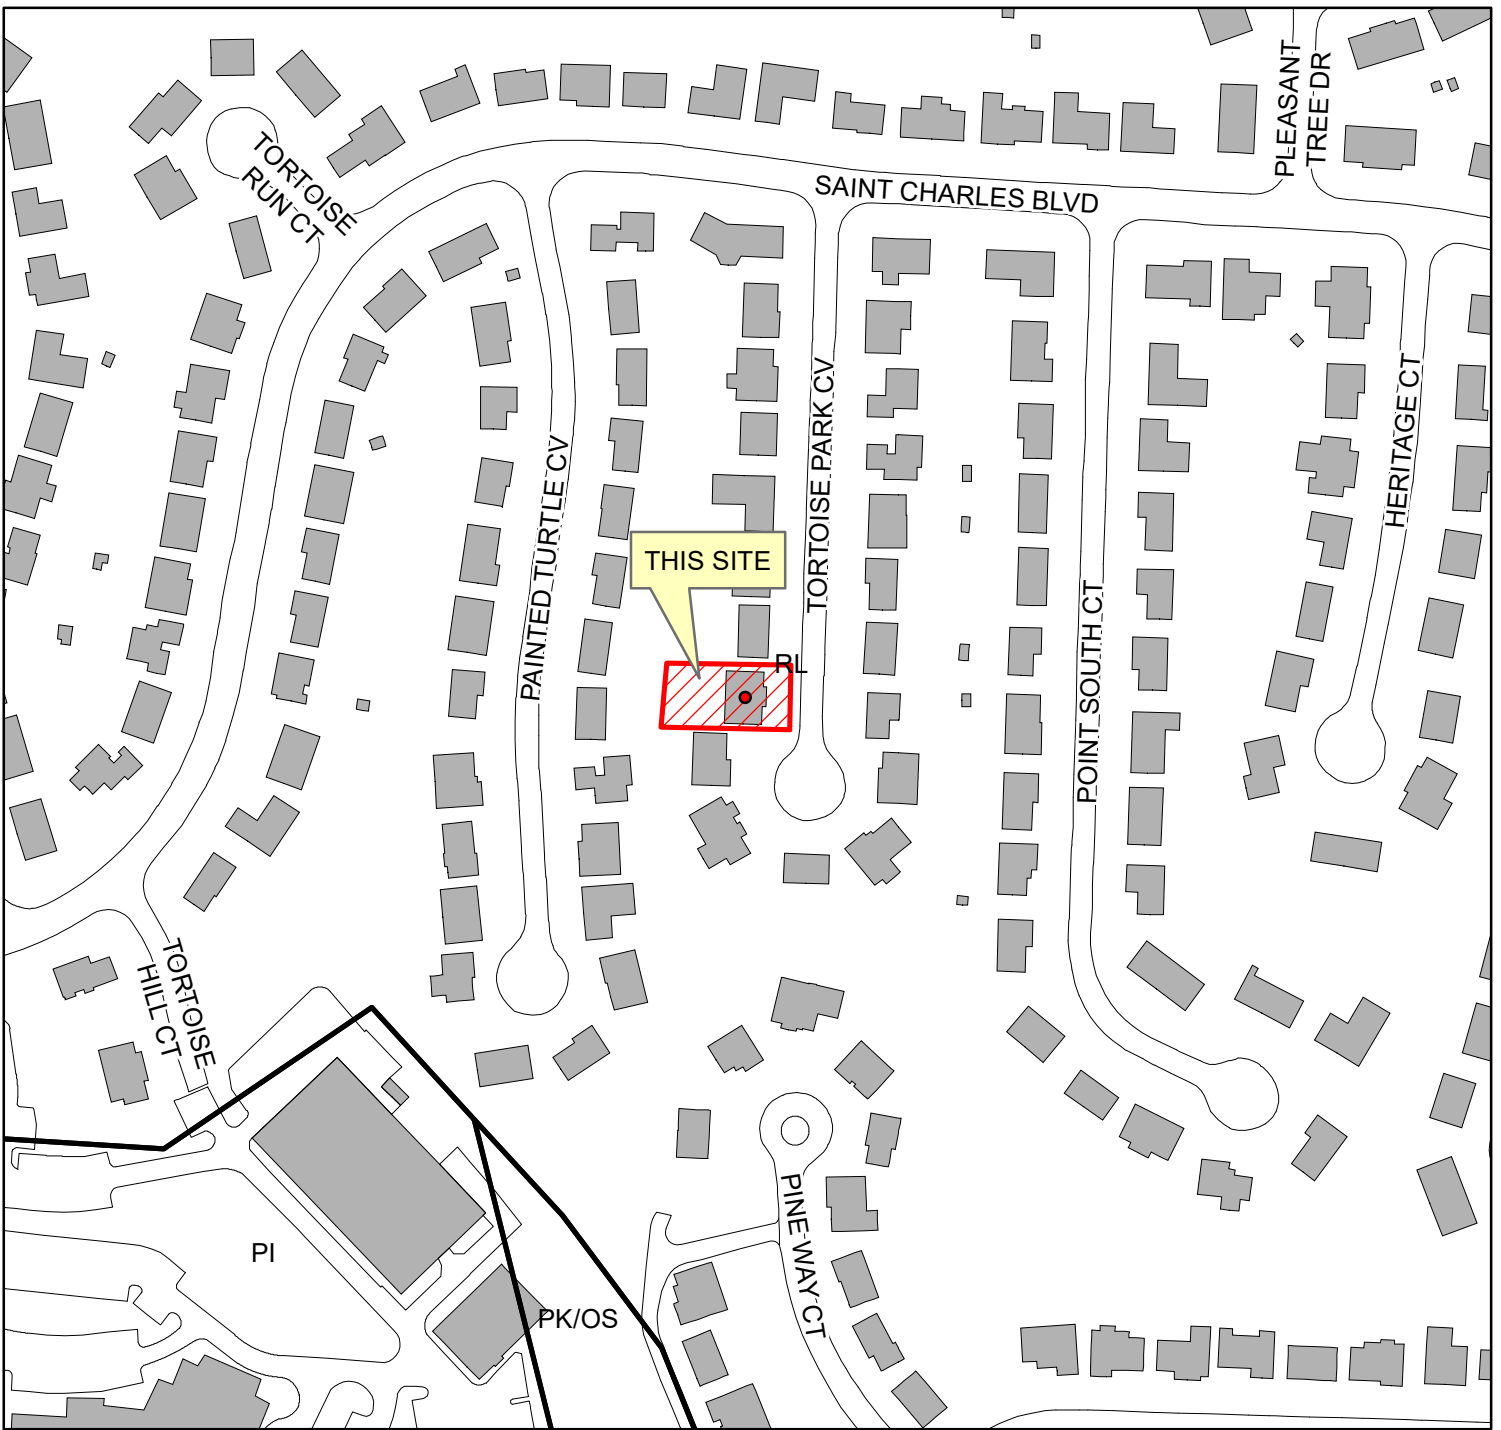 PLEASANT
TREE DR
TORTOISE
RUN CT
SAINT CHARLES BLVD
HERITAGE CT
TORTOISE PARK CV
PAINTED TURTLE CV
THIS SITE
POINT SOUTH CT
RL
TORTOISE
HILL CT
PINE WAY CT
PI
PK/OS